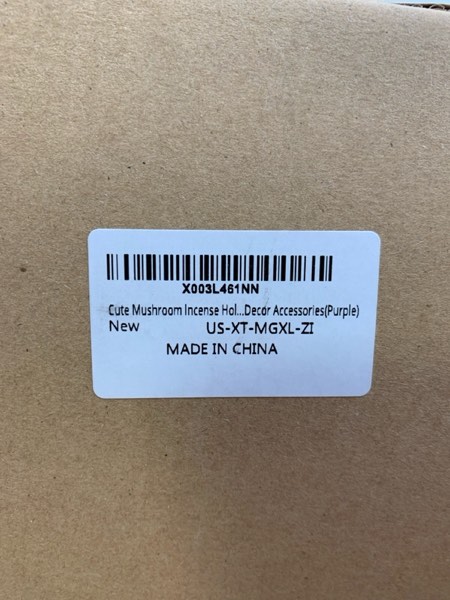 X003L461NN
Cute Mushroom Incense Hol...Decor Accessories(Purple)
New US-XT-MGXL-ZI
MADE IN CHINA